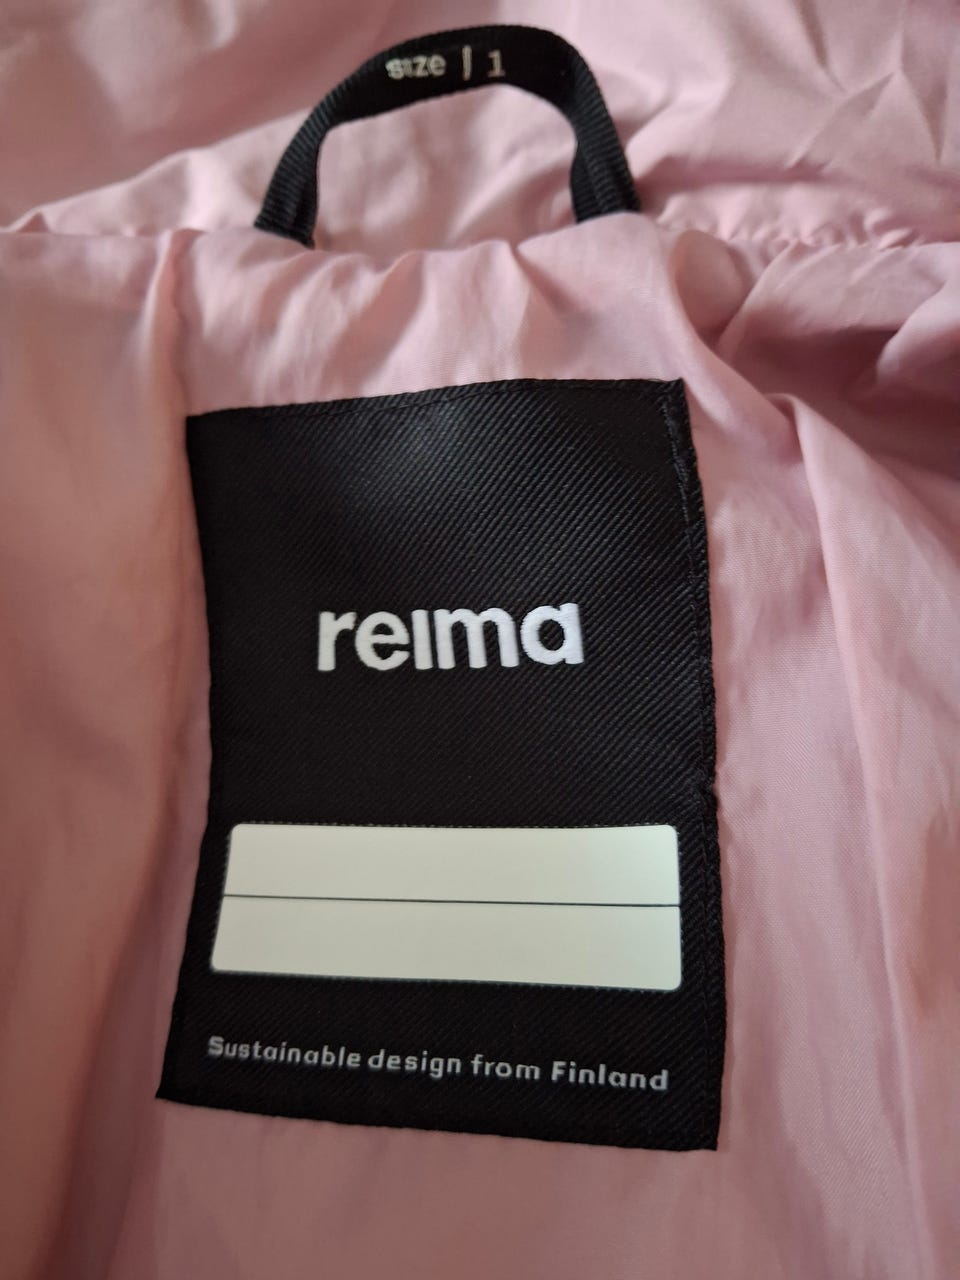 size | 1
reima
Sustainable design from Finland